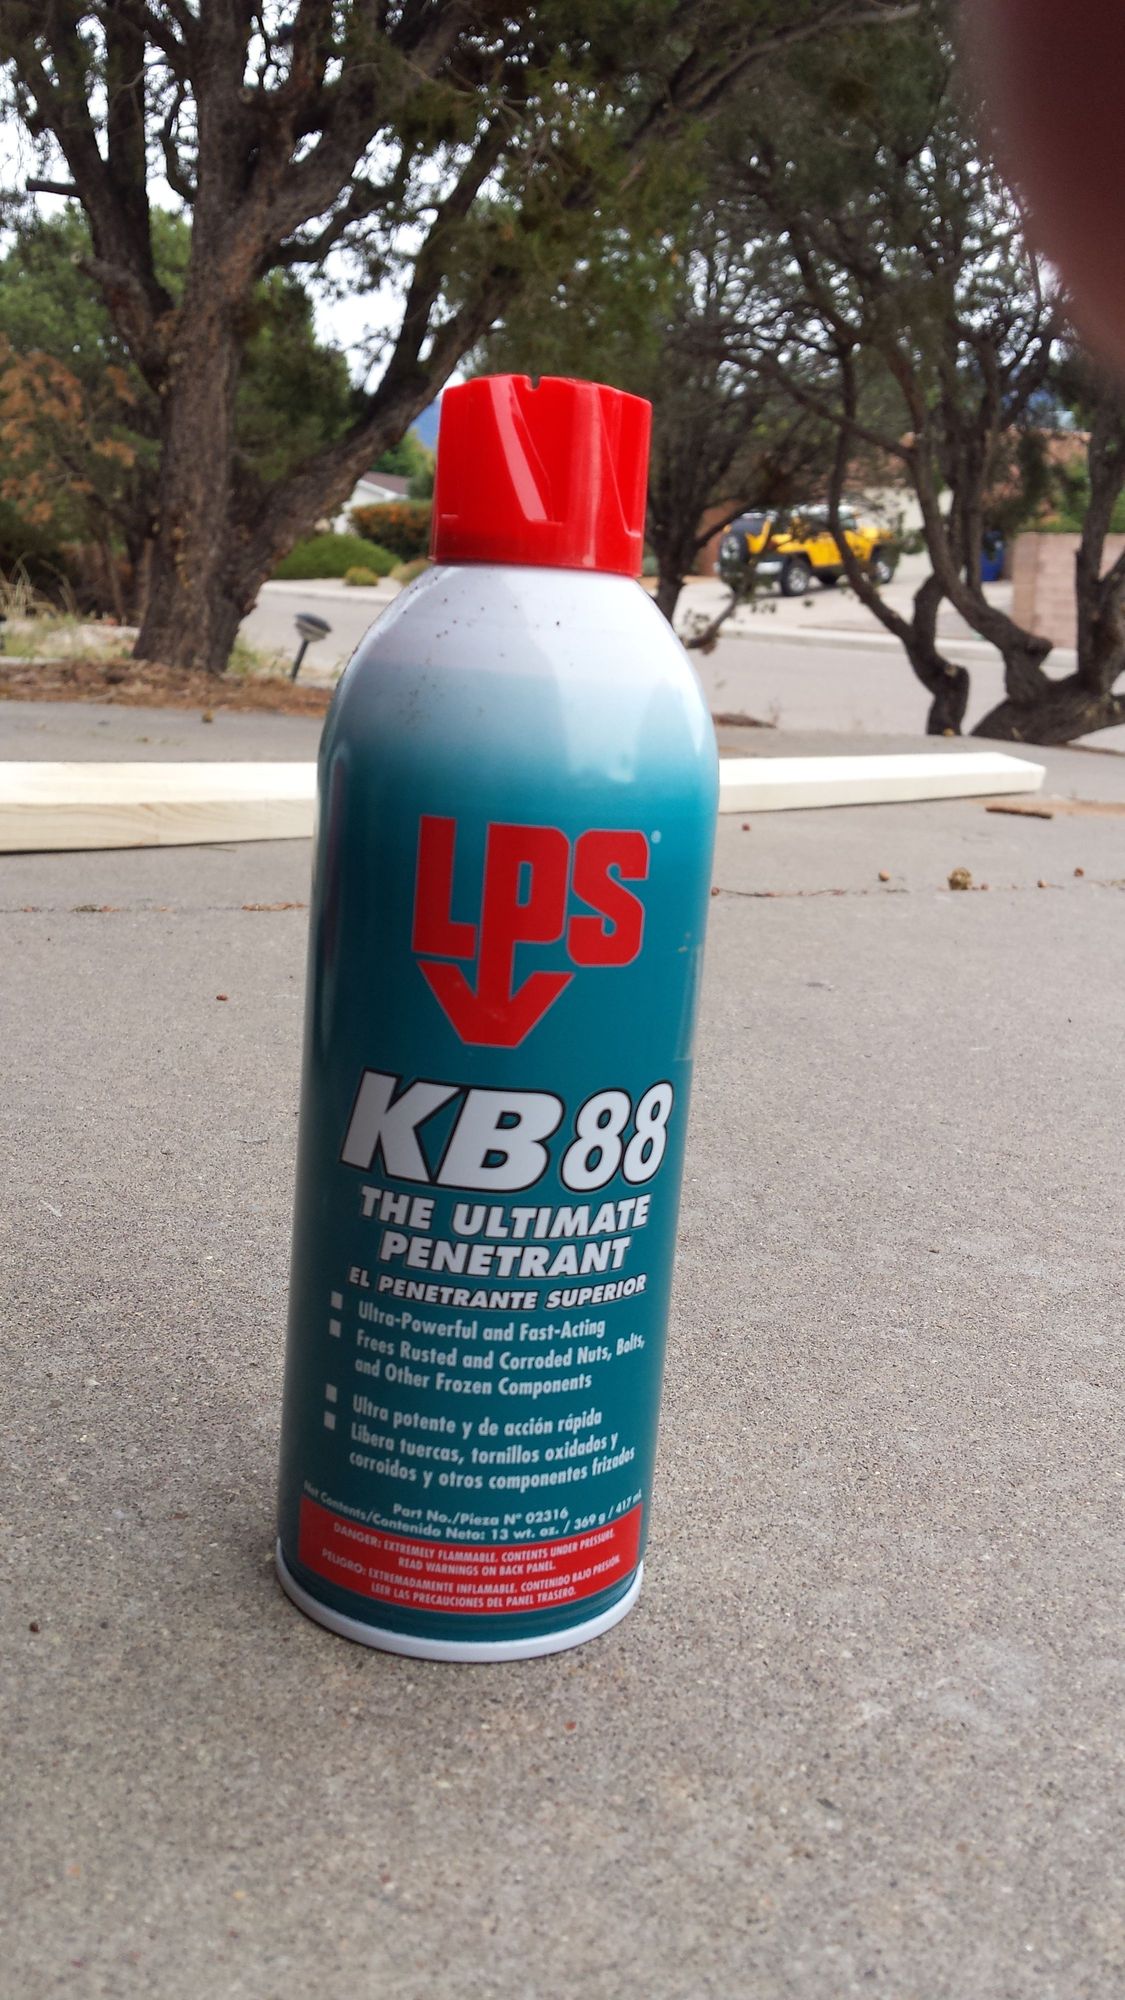 LPS®
KB 88
THE ULTIMATE
PENETRANT
EL PENETRANTE SUPERIOR
Ultra-Powerful and Fast-Acting
Frees Rusted and Corroded Nuts, Bolts,
and Other Frozen Components
Ultra potente y de acción rápida
Libera tuercas, tornillos oxidados y
corroidos y otros componentes frizados
Part No./Pieza Nº 02316
Net Contents/Contenido Neto: 13 wt. oz. / 369 g / 417 mL
DANGER: EXTREMELY FLAMMABLE. CONTENTS UNDER PRESSURE.
READ WARNINGS ON BACK PANEL.
PELIGRO: EXTREMADAMENTE INFLAMABLE. CONTENIDO BAJO PRESIÓN.
LEER LAS PRECAUCIONES DEL PANEL TRASERO.